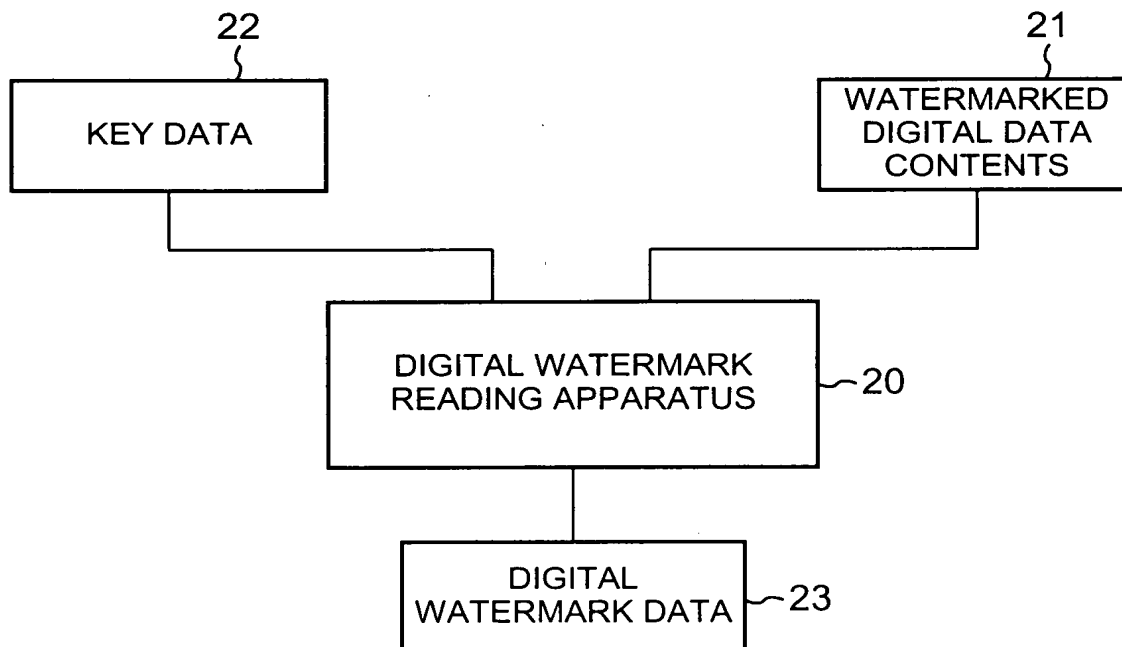 22
KEY DATA
21
WATERMARKED
DIGITAL DATA
CONTENTS
DIGITAL WATERMARK
READING APPARATUS
20
DIGITAL
WATERMARK DATA
23